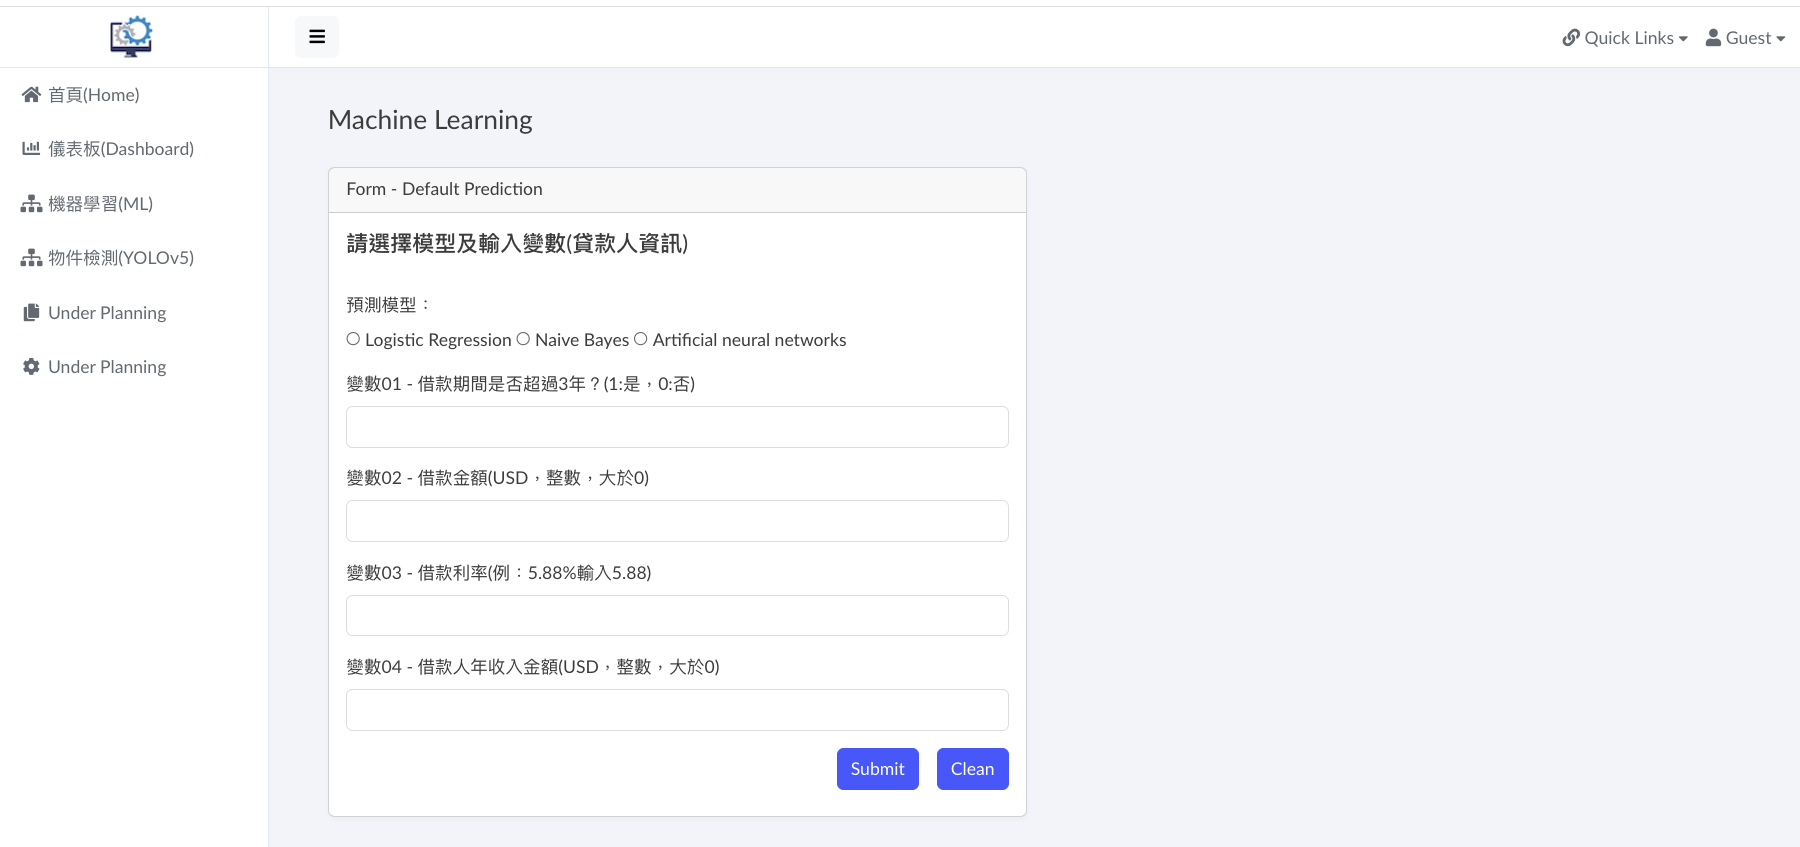 Quick Links
Guest
首頁(Home)
儀表板(Dashboard)
機器學習(ML)
物件檢測(YOLOv5)
Under Planning
Under Planning
Machine Learning
Form - Default Prediction
請選擇模型及輸入變數(貸款人資訊)
預測模型：
Logistic Regression Naive Bayes Artificial neural networks
變數01 - 借款期間是否超過3年？(1:是，0:否)
變數02 - 借款金額(USD，整數，大於0)
變數03 - 借款利率(例：5.88%輸入5.88)
變數04 - 借款人年收入金額(USD，整數，大於0)
Submit Clean